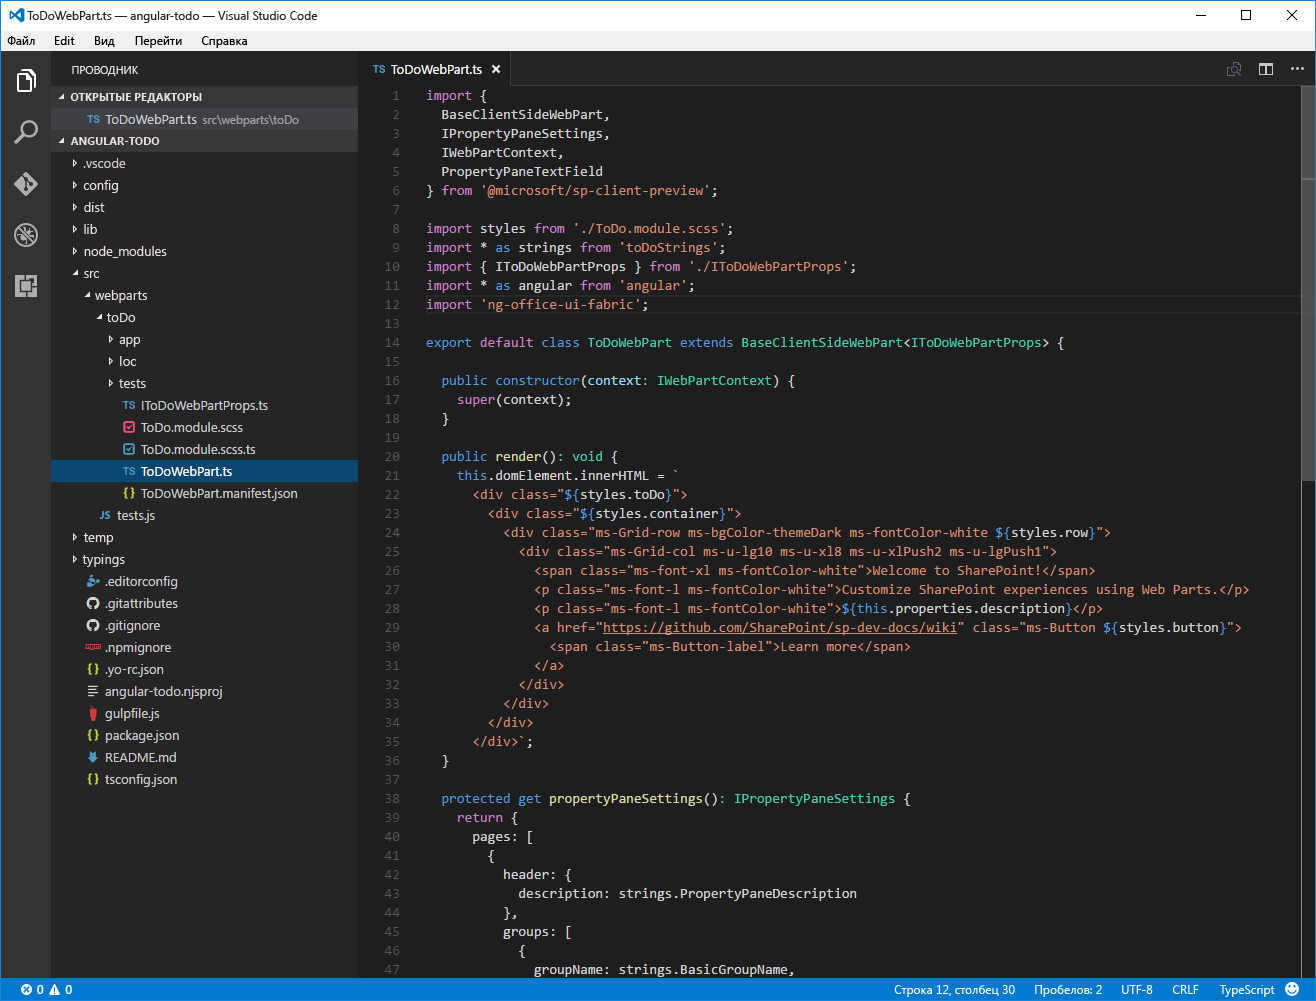 ToDoWebPart.ts — angular-todo — Visual Studio Code
Файл Edit Вид Перейти Справка
ПРОВОДНИК
ОТКРЫТЫЕ РЕДАКТОРЫ
TS ToDoWebPart.ts src\webparts\toDo
ANGULAR-TODO
.vscode
config
dist
lib
node_modules
src
webparts
toDo
app
loc
tests
TS IToDoWebPartProps.ts
ToDo.module.scss
ToDo.module.scss.ts
TS ToDoWebPart.ts
{} ToDoWebPart.manifest.json
JS tests.js
temp
typings
.editorconfig
.gitattributes
.gitignore
.npmignore
{} .yo-rc.json
angular-todo.njsproj
gulpfile.js
{} package.json
README.md
{} tsconfig.json
TS ToDoWebPart.ts
1 import {
2   BaseClientSideWebPart,
3   IPropertyPaneSettings,
4   IWebPartContext,
5   PropertyPaneTextField
6 } from '@microsoft/sp-client-preview';
7
8 import styles from './ToDo.module.scss';
9 import * as strings from 'toDoStrings';
10 import { IToDoWebPartProps } from './IToDoWebPartProps';
11 import * as angular from 'angular';
12 import 'ng-office-ui-fabric';
13
14 export default class ToDoWebPart extends BaseClientSideWebPart<IToDoWebPartProps> {
15
16   public constructor(context: IWebPartContext) {
17     super(context);
18   }
19
20   public render(): void {
21     this.domElement.innerHTML = `
22       <div class="${styles.toDo}">
23         <div class="${styles.container}">
24           <div class="ms-Grid-row ms-bgColor-themeDark ms-fontColor-white ${styles.row}">
25             <div class="ms-Grid-col ms-u-lg10 ms-u-xl8 ms-u-xlPush2 ms-u-lgPush1">
26               <span class="ms-font-xl ms-fontColor-white">Welcome to SharePoint!</span>
27               <p class="ms-font-l ms-fontColor-white">Customize SharePoint experiences using Web Parts.</p>
28               <p class="ms-font-l ms-fontColor-white">${this.properties.description}</p>
29               <a href="https://github.com/SharePoint/sp-dev-docs/wiki" class="ms-Button ${styles.button}">
30                 <span class="ms-Button-label">Learn more</span>
31               </a>
32             </div>
33           </div>
34         </div>
35       </div>`;
36   }
37
38   protected get propertyPaneSettings(): IPropertyPaneSettings {
39     return {
40       pages: [
41         {
42           header: {
43             description: strings.PropertyPaneDescription
44           },
45           groups: [
46             {
47               groupName: strings.BasicGroupName,
0 0 Строка 12, столбец 30 Пробелов: 2 UTF-8 CRLF TypeScript